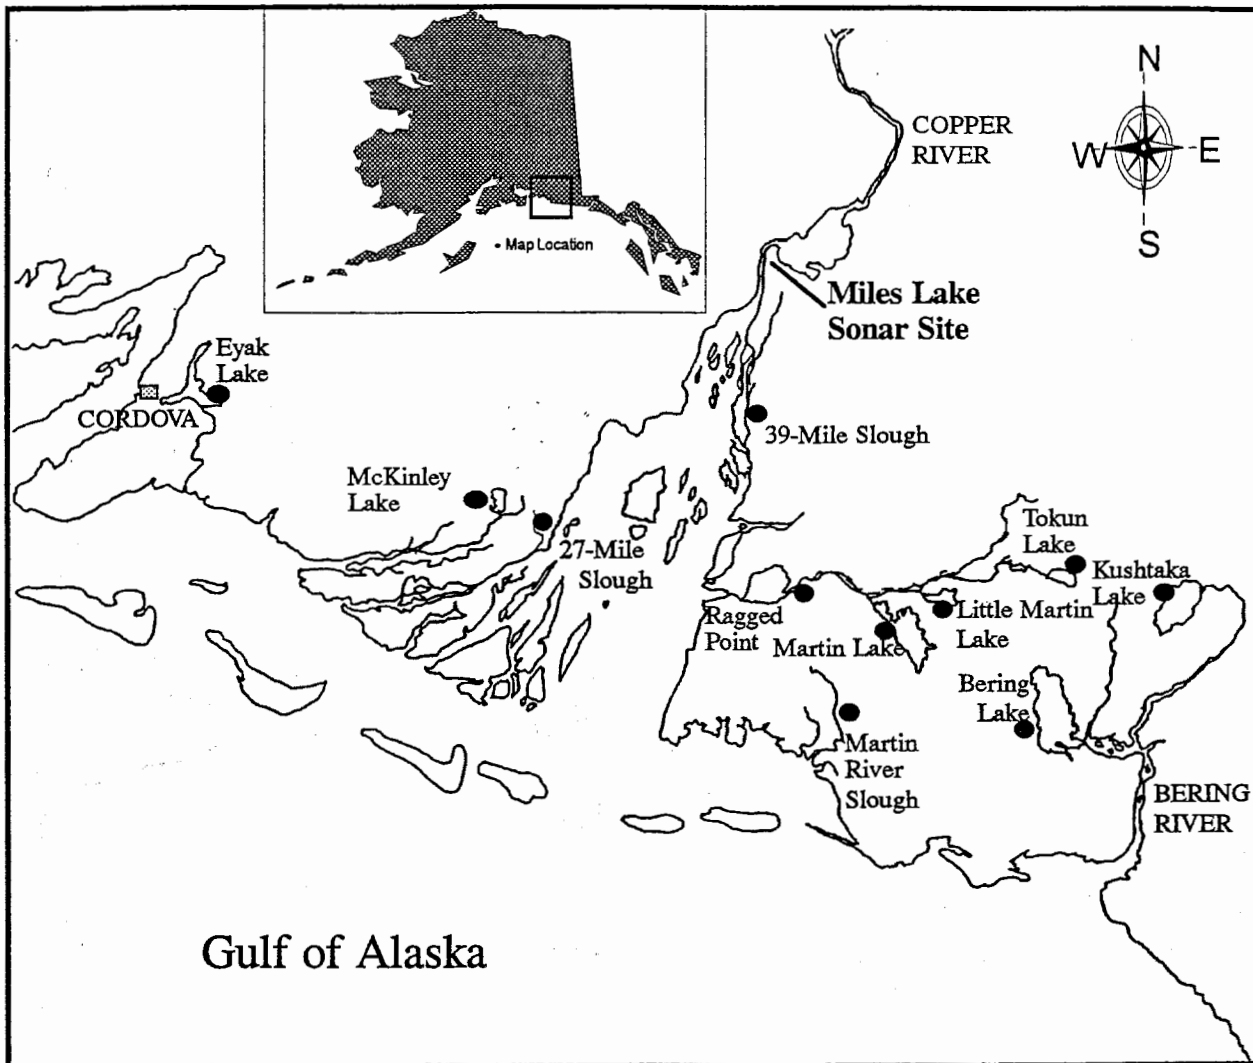 • Map Location
COPPER
RIVER
N
W
E
S
Miles Lake
Sonar Site
Eyak
Lake
CORDOVA
39-Mile Slough
McKinley
Lake
27-Mile
Slough
Tokun
Lake
Kushtaka
Lake
Ragged
Point
Martin Lake
Little Martin
Lake
Bering
Lake
Martin
River
Slough
BERING
RIVER
Gulf of Alaska